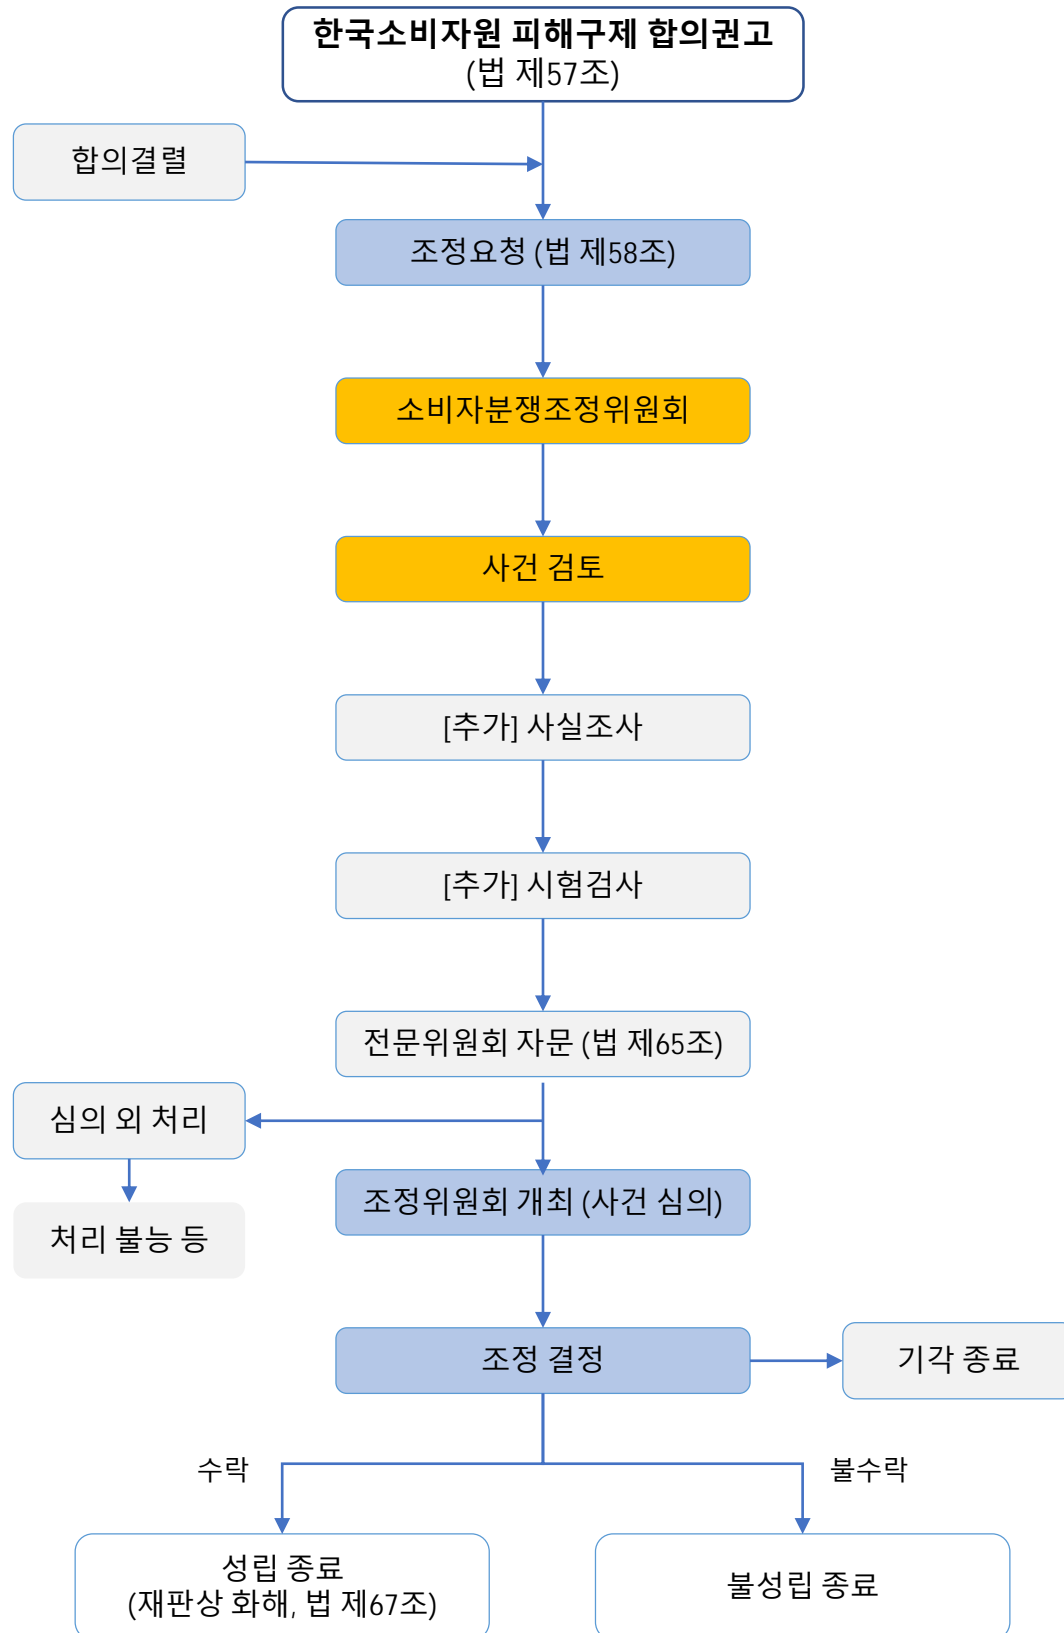 한국소비자원 피해구제 합의권고
(법 제57조)
합의결렬
조정요청 (법 제58조)
소비자분쟁조정위원회
사건 검토
[추가] 사실조사
[추가] 시험검사
전문위원회 자문 (법 제65조)
심의 외 처리
조정위원회 개최 (사건 심의)
처리 불능 등
조정 결정
기각 종료
수락
불수락
성립 종료
(재판상 화해, 법 제67조)
불성립 종료